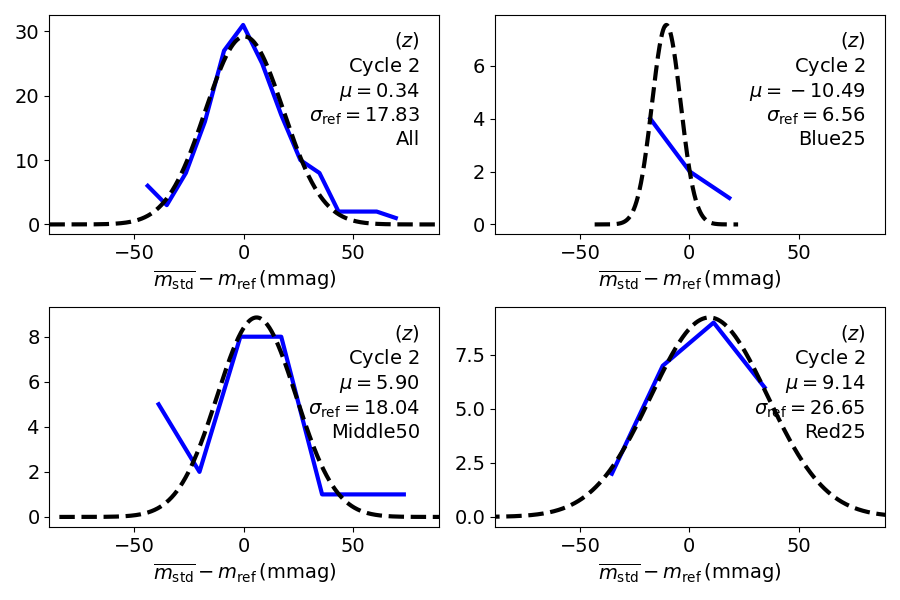 30
20
10
0
(z)
Cycle 2
μ = 0.34
σref = 17.83
All
−50 0 50
m̅std − mref (mmag)
6
4
2
0
(z)
Cycle 2
μ = −10.49
σref = 6.56
Blue25
−50 0 50
m̅std − mref (mmag)
8
6
4
2
0
(z)
Cycle 2
μ = 5.90
σref = 18.04
Middle50
−50 0 50
m̅std − mref (mmag)
7.5
5.0
2.5
0.0
(z)
Cycle 2
μ = 9.14
σref = 26.65
Red25
−50 0 50
m̅std − mref (mmag)